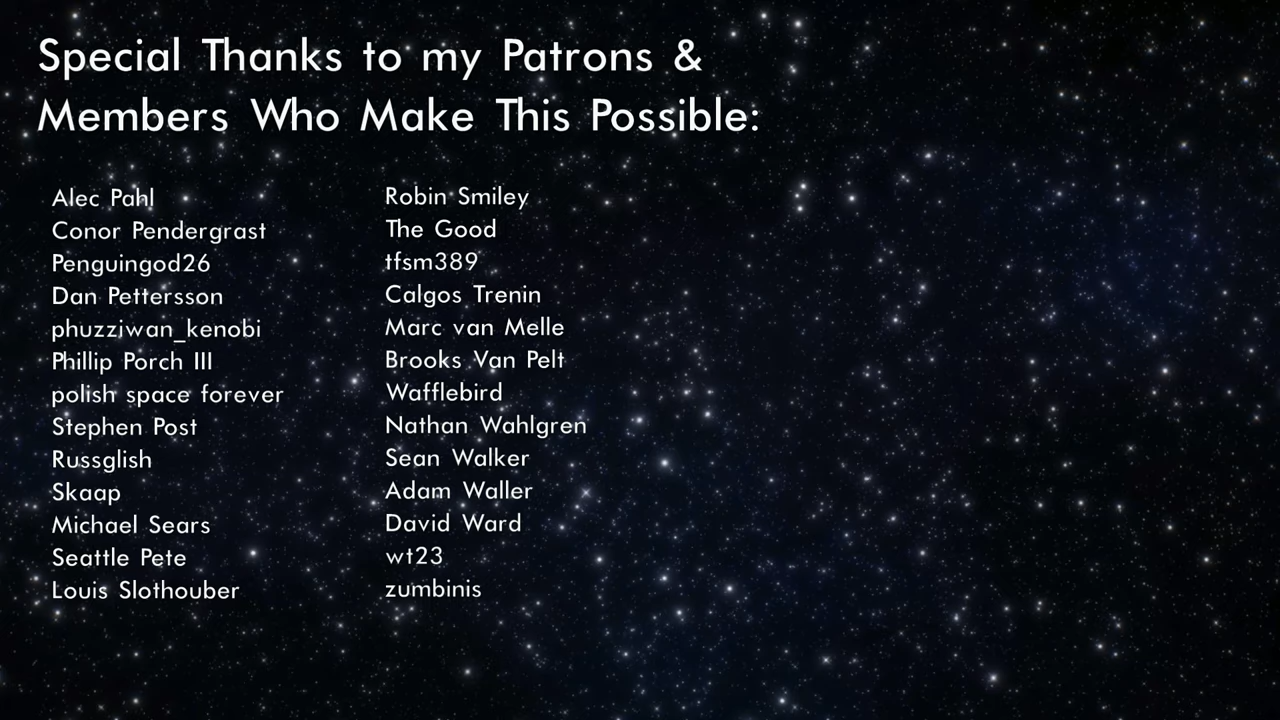 Special Thanks to my Patrons &
Members Who Make This Possible:
Alec Pahl
Conor Pendergrast
Penguingod26
Dan Pettersson
phuzziwan_kenobi
Phillip Porch III
polish space forever
Stephen Post
Russglish
Skaap
Michael Sears
Seattle Pete
Louis Slothouber
Robin Smiley
The Good
tfsm389
Calgos Trenin
Marc van Melle
Brooks Van Pelt
Wafflebird
Nathan Wahlgren
Sean Walker
Adam Waller
David Ward
wt23
zumbinis